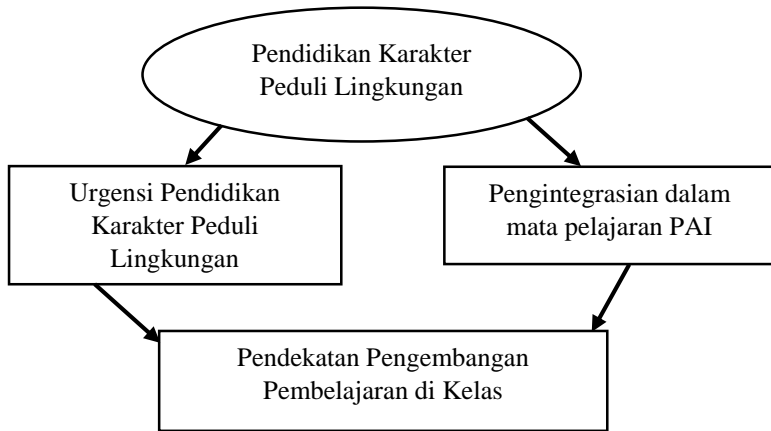 Pendidikan Karakter
Peduli Lingkungan
Urgensi Pendidikan
Karakter Peduli
Lingkungan
Pengintegrasian dalam
mata pelajaran PAI
Pendekatan Pengembangan
Pembelajaran di Kelas